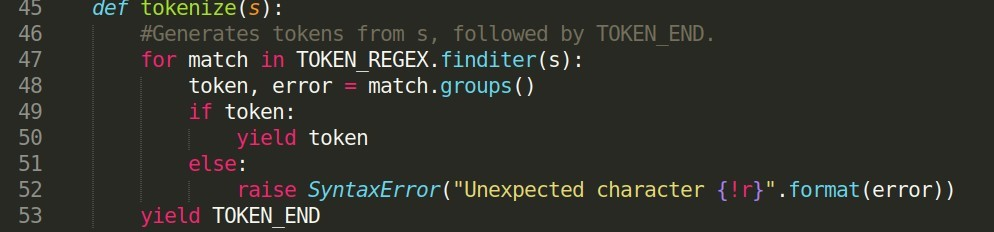 45 def tokenize(s):
46 #Generates tokens from s, followed by TOKEN_END.
47 for match in TOKEN_REGEX.finditer(s):
48 token, error = match.groups()
49 if token:
50 yield token
51 else:
52 raise SyntaxError("Unexpected character {!r}".format(error))
53 yield TOKEN_END